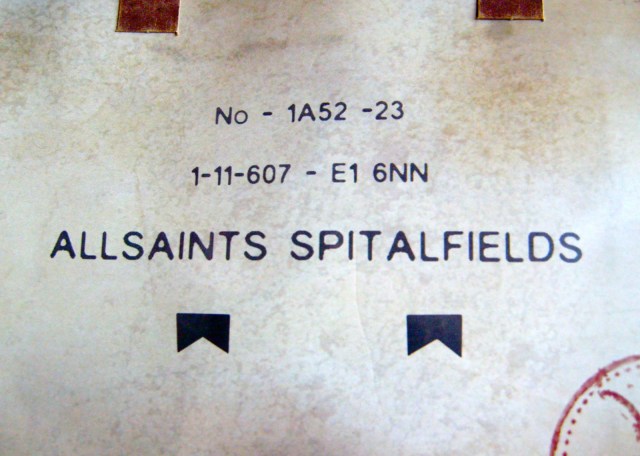 No - 1A52 -23
1-11-607 - E1 6NN
ALLSAINTS SPITALFIELDS